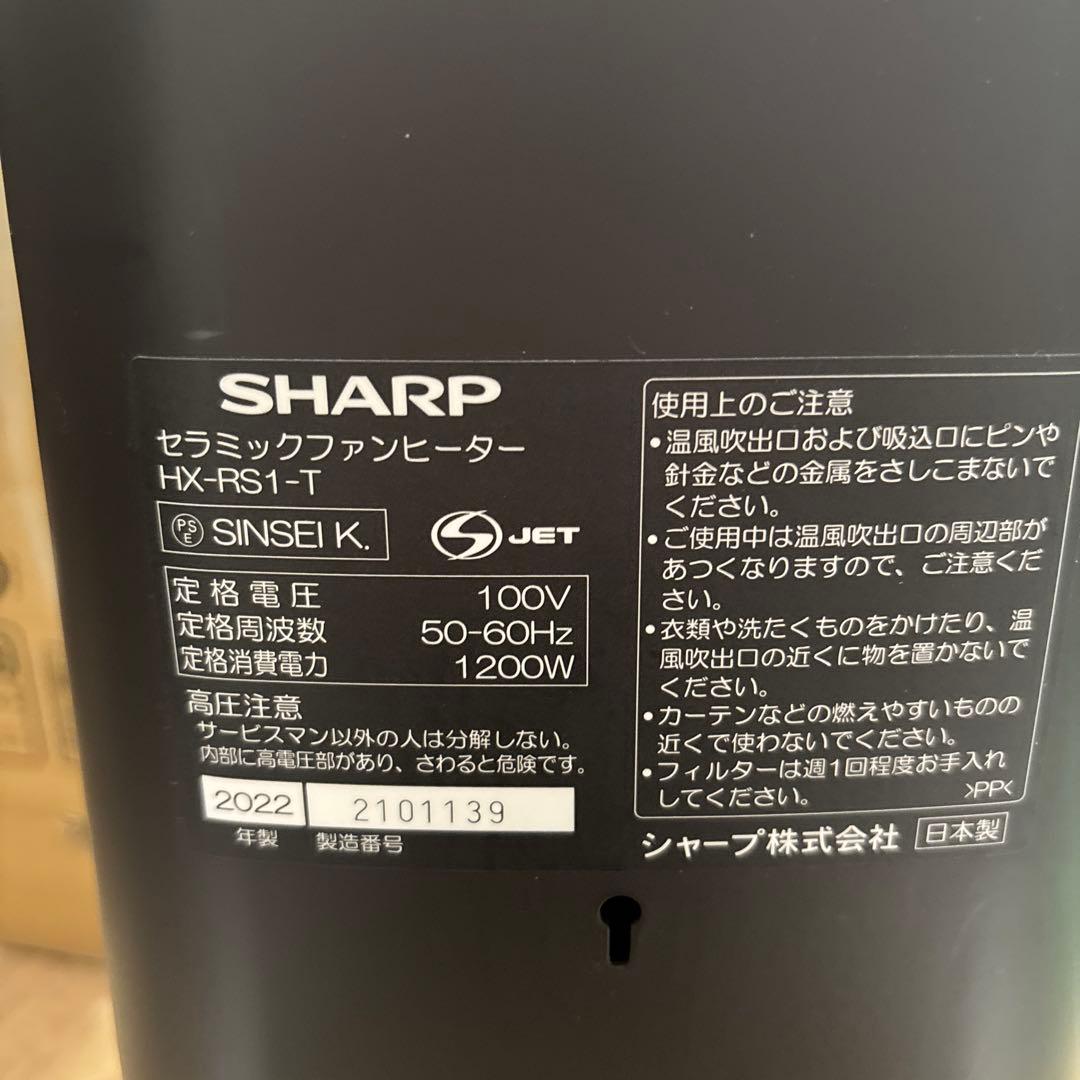 SHARP
セラミックファンヒーター
HX-RS1-T
PSE SINSEI K.
S JET
定格電圧 100V
定格周波数 50-60Hz
定格消費電力 1200W
高圧注意
サービスマン以外の人は分解しない。
内部に高電圧部があり、さわると危険です。
2022 2101139
年製 製造番号
使用上のご注意
•温風吹出口および吸込口にピンや
針金などの金属をさしこまないで
ください。
•ご使用中は温風吹出口の周辺部が
あつくなりますので、ご注意くだ
さい。
•衣類や洗たくものをかけたり、温
風吹出口の近くに物を置かないで
ください。
•カーテンなどの燃えやすいものの
近くで使わないでください。
•フィルターは週1回程度お手入れ
してください。 >PP<
シャープ株式会社 日本製